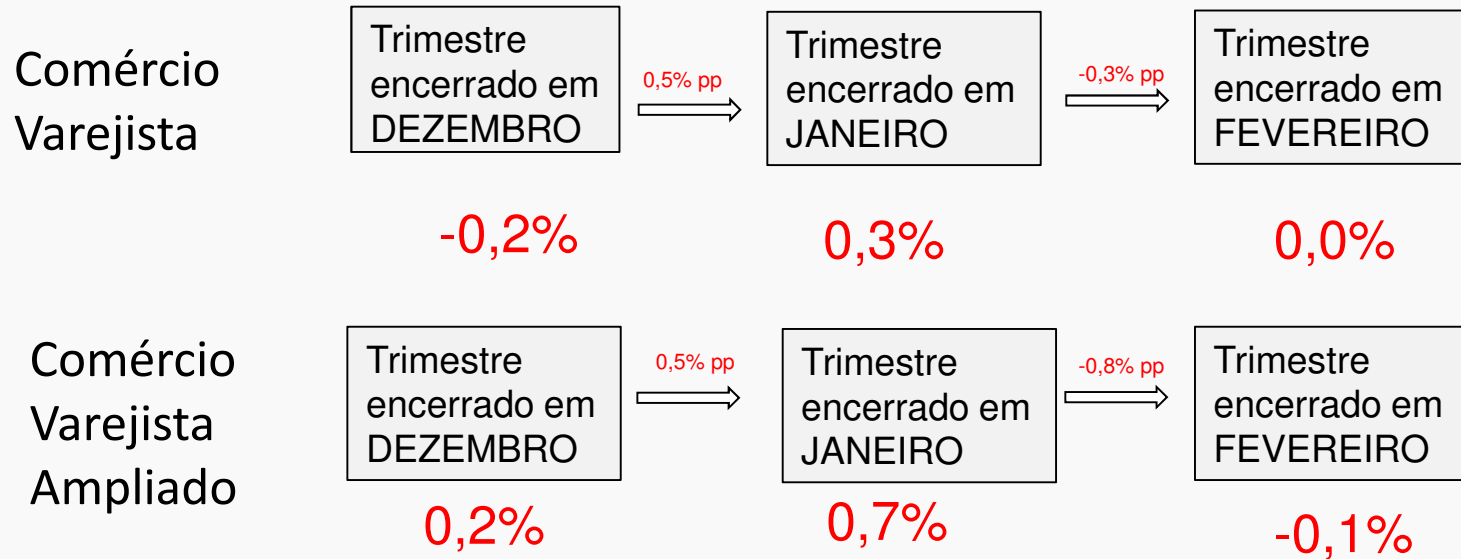 Comércio
Varejista
Trimestre
encerrado em
DEZEMBRO
0,5% pp
Trimestre
encerrado em
JANEIRO
-0,3% pp
Trimestre
encerrado em
FEVEREIRO
-0,2%
0,3%
0,0%
Comércio
Varejista
Ampliado
Trimestre
encerrado em
DEZEMBRO
0,5% pp
Trimestre
encerrado em
JANEIRO
-0,8% pp
Trimestre
encerrado em
FEVEREIRO
0,2%
0,7%
-0,1%